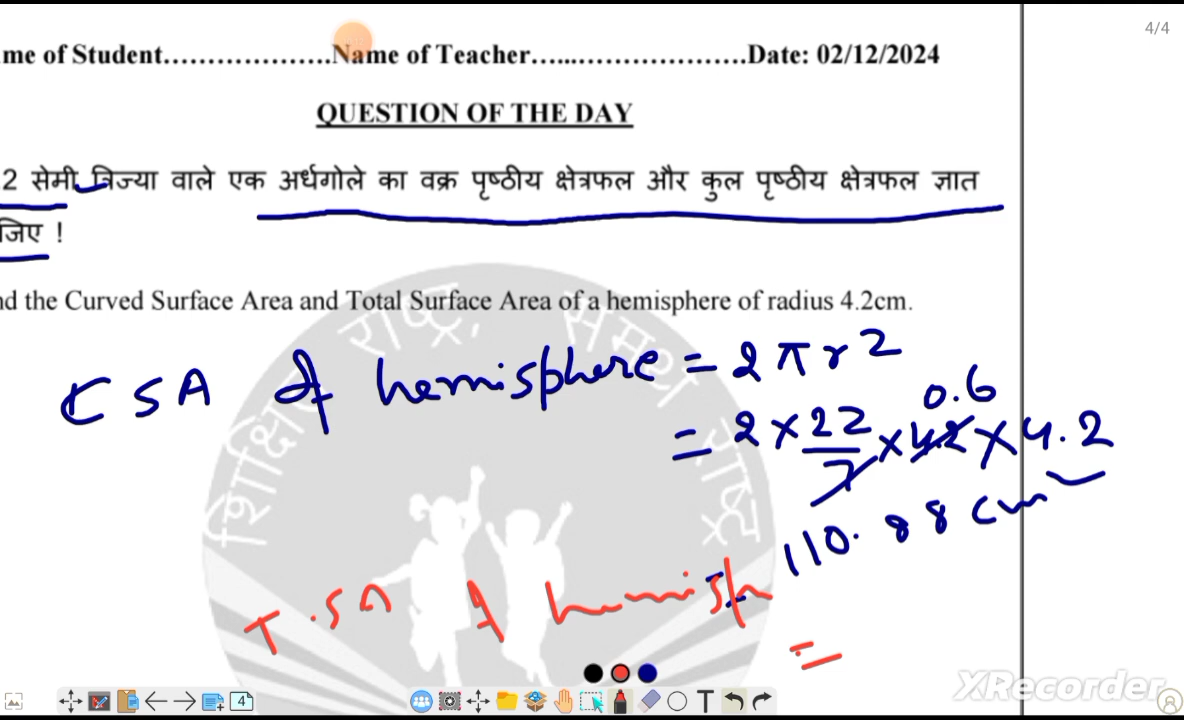 4/4
me of Student....................Name of Teacher.........................Date: 02/12/2024
QUESTION OF THE DAY
.2 सेमी त्रिज्या वाले एक अर्धगोले का वक्र पृष्ठीय क्षेत्रफल और कुल पृष्ठीय क्षेत्रफल ज्ञात
जिए !
nd the Curved Surface Area and Total Surface Area of a hemisphere of radius 4.2cm.
राष्ट्र, समर्थ
शिक्षित
राष्ट्र
CSA of hemisphere = 2πr2
0.6
= 2 × 22/7 × 4.2 × 4.2
110.88 cm
T.SA of hemisph
=
4
T
XRecorder